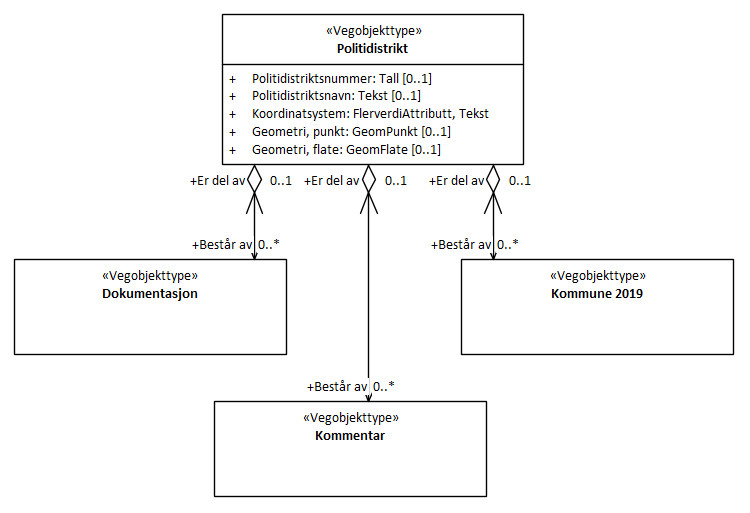 «Vegobjekttype»
Politidistrikt
+ Politidistriktsnummer: Tall [0..1]
+ Politidistriktsnavn: Tekst [0..1]
+ Koordinatsystem: FlerverdiAttributt, Tekst
+ Geometri, punkt: GeomPunkt [0..1]
+ Geometri, flate: GeomFlate [0..1]
+Er del av 0..1 +Er del av 0..1 +Er del av 0..1
+Består av 0..* +Består av 0..*
«Vegobjekttype»
Dokumentasjon
«Vegobjekttype»
Kommune 2019
+Består av 0..*
«Vegobjekttype»
Kommentar